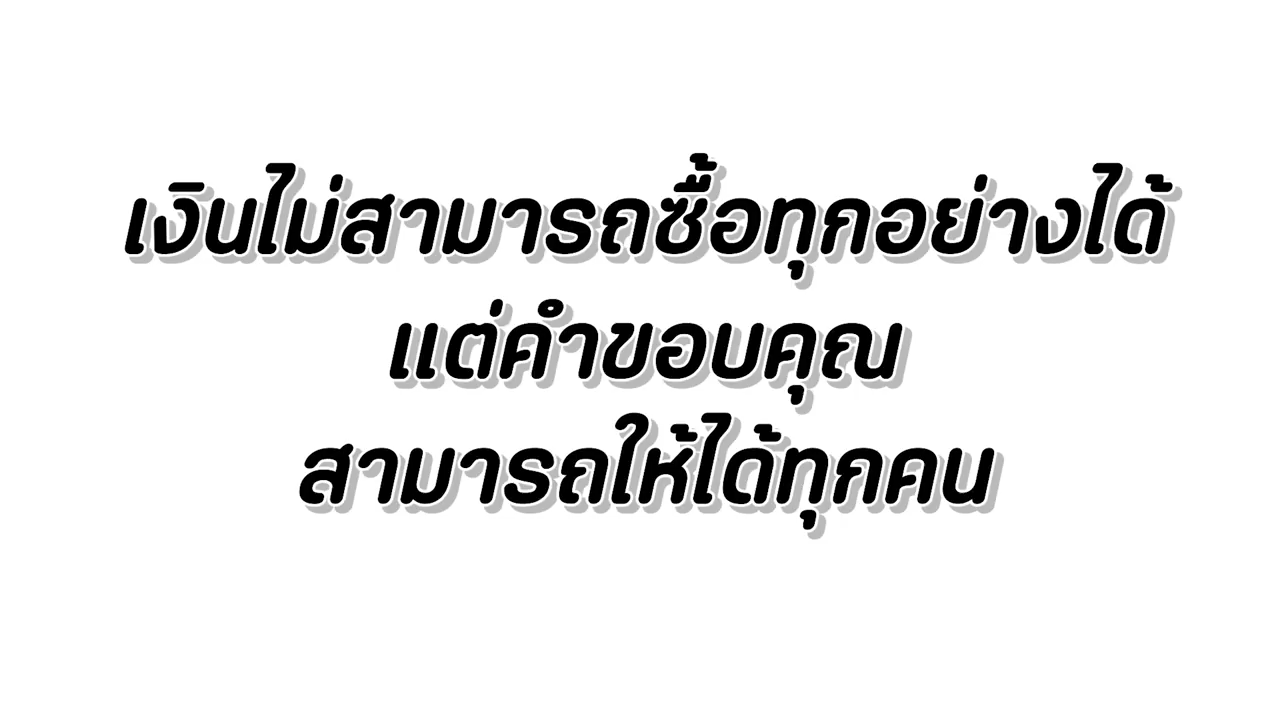 เงินไม่สามารถซื้อทุกอย่างได้
แต่คำขอบคุณ
สามารถให้ได้ทุกคน